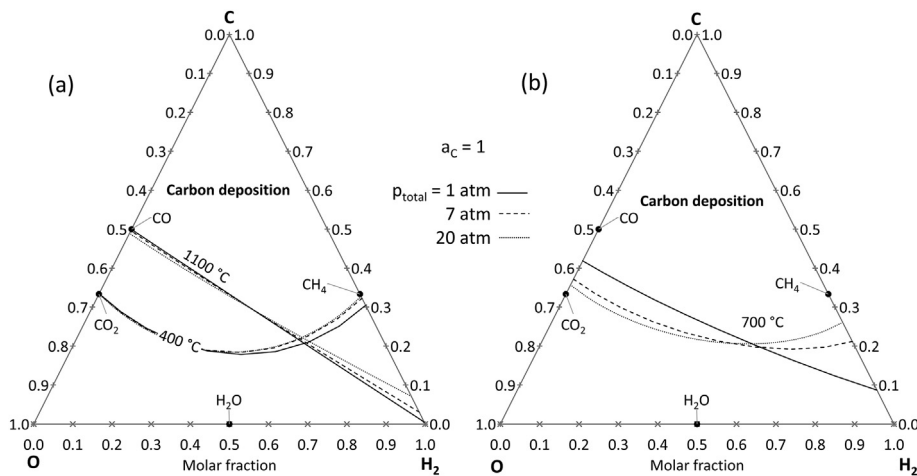 C
C
0.0 1.0
0.0 1.0
(a)
(b)
0.1 0.9
0.1 0.9
0.2 0.8
0.2 0.8
0.3 0.7
a_C = 1
0.3 0.7
Carbon deposition
0.4 0.6
p_total = 1 atm
0.4 0.6
Carbon deposition
CO
7 atm
CO
0.5 0.5
0.5 0.5
20 atm
1100 °C
0.6 0.4
0.6 0.4
CH₄
CH₄
0.7 0.3
0.7 0.3
CO₂
400 °C
CO₂
700 °C
0.8 0.2
0.8 0.2
0.9 0.1
0.9 0.1
H₂O
H₂O
1.0 0.0
1.0 0.0
0.0 0.1 0.2 0.3 0.4 0.5 0.6 0.7 0.8 0.9 1.0
0.0 0.1 0.2 0.3 0.4 0.5 0.6 0.7 0.8 0.9 1.0
O Molar fraction H₂
O Molar fraction H₂